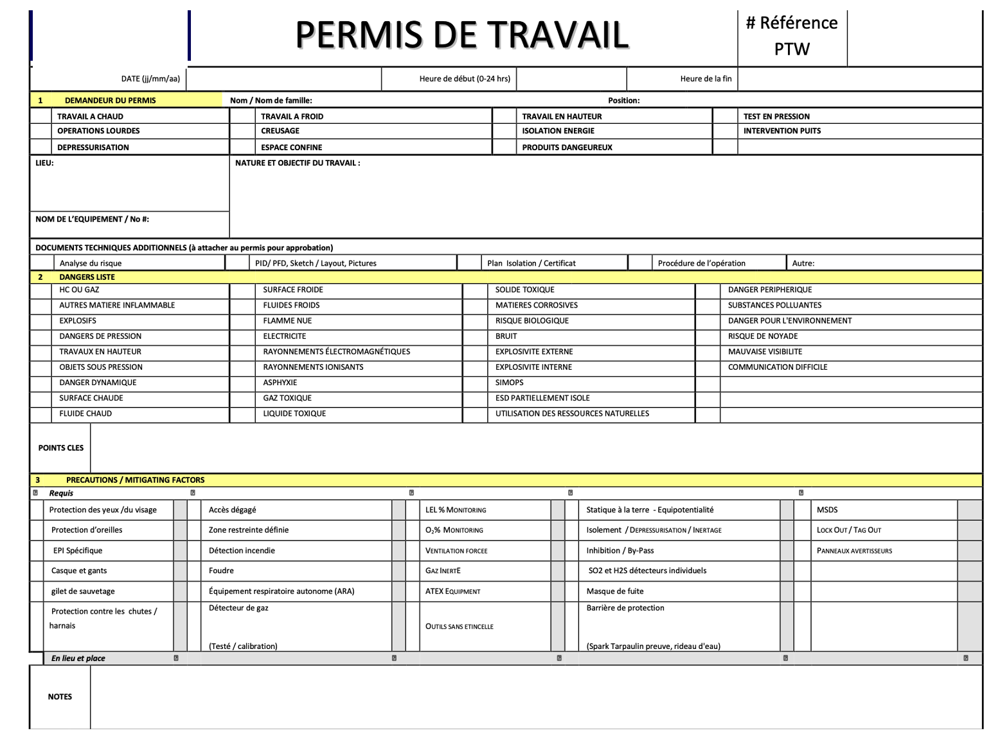 PERMIS DE TRAVAIL
# Référence
PTW
DATE (jj/mm/aa) Heure de début (0-24 hrs) Heure de la fin
1 DEMANDEUR DU PERMIS Nom / Nom de famille: Position:
TRAVAIL A CHAUD TRAVAIL A FROID TRAVAIL EN HAUTEUR TEST EN PRESSION
OPERATIONS LOURDES CREUSAGE ISOLATION ENERGIE INTERVENTION PUITS
DEPRESSURISATION ESPACE CONFINE PRODUITS DANGEUREUX
LIEU: NATURE ET OBJECTIF DU TRAVAIL :
NOM DE L’EQUIPEMENT / No #:
DOCUMENTS TECHNIQUES ADDITIONNELS (à attacher au permis pour approbation)
Analyse du risque PID/ PFD, Sketch / Layout, Pictures Plan Isolation / Certificat Procédure de l’opération Autre:
2 DANGERS LISTE
HC OU GAZ SURFACE FROIDE SOLIDE TOXIQUE DANGER PERIPHERIQUE
AUTRES MATIERE INFLAMMABLE FLUIDES FROIDS MATIERES CORROSIVES SUBSTANCES POLLUANTES
EXPLOSIFS FLAMME NUE RISQUE BIOLOGIQUE DANGER POUR L'ENVIRONNEMENT
DANGERS DE PRESSION ELECTRICITE BRUIT RISQUE DE NOYADE
TRAVAUX EN HAUTEUR RAYONNEMENTS ÉLECTROMAGNÉTIQUES EXPLOSIVITE EXTERNE MAUVAISE VISIBILITE
OBJETS SOUS PRESSION RAYONNEMENTS IONISANTS EXPLOSIVITE INTERNE COMMUNICATION DIFFICILE
DANGER DYNAMIQUE ASPHYXIE SIMOPS
SURFACE CHAUDE GAZ TOXIQUE ESD PARTIELLEMENT ISOLE
FLUIDE CHAUD LIQUIDE TOXIQUE UTILISATION DES RESSOURCES NATURELLES
POINTS CLES
3 PRECAUTIONS / MITIGATING FACTORS
Requis
Protection des yeux /du visage Accès dégagé LEL % MONITORING Statique à la terre - Equipotentialité MSDS
Protection d’oreilles Zone restreinte définie O₂% MONITORING Isolement / DEPRESSURISATION / INERTAGE LOCK OUT / TAG OUT
EPI Spécifique Détection incendie VENTILATION FORCEE Inhibition / By-Pass PANNEAUX AVERTISSEURS
Casque et gants Foudre GAZ INERTE SO2 et H2S détecteurs individuels
gilet de sauvetage Équipement respiratoire autonome (ARA) ATEX EQUIPMENT Masque de fuite
Protection contre les chutes / harnais Détecteur de gaz (Testé / calibration) OUTILS SANS ETINCELLE Barrière de protection (Spark Tarpaulin preuve, rideau d'eau)
En lieu et place
NOTES